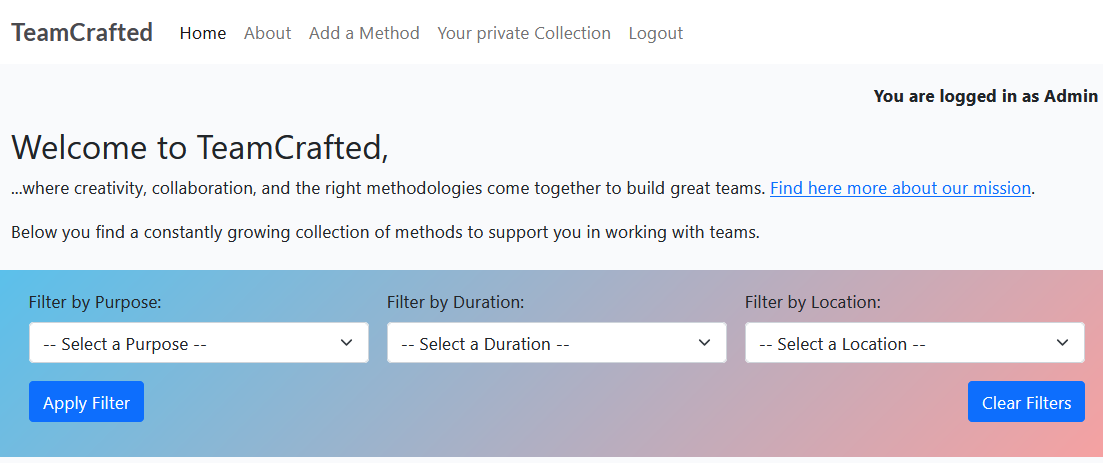 TeamCrafted Home About Add a Method Your private Collection Logout
You are logged in as Admin
Welcome to TeamCrafted,
...where creativity, collaboration, and the right methodologies come together to build great teams. Find here more about our mission.
Below you find a constantly growing collection of methods to support you in working with teams.
Filter by Purpose: Filter by Duration: Filter by Location:
-- Select a Purpose -- -- Select a Duration -- -- Select a Location --
Apply Filter Clear Filters